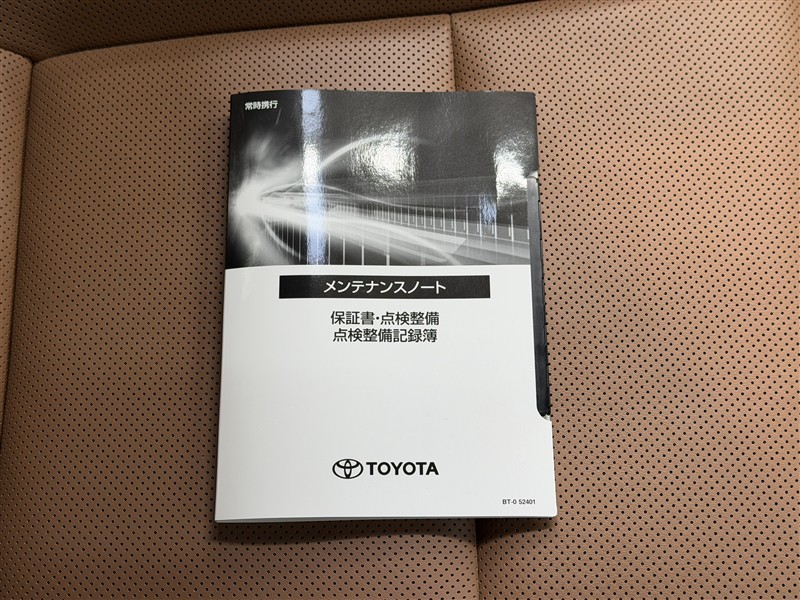 常時携行
メンテナンスノート
保証書・点検整備
点検整備記録簿
TOYOTA
BT-0 52401